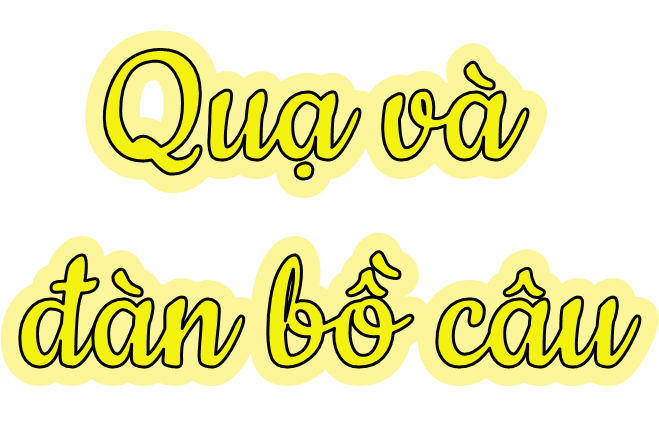 Quạ và
đàn bồ câu